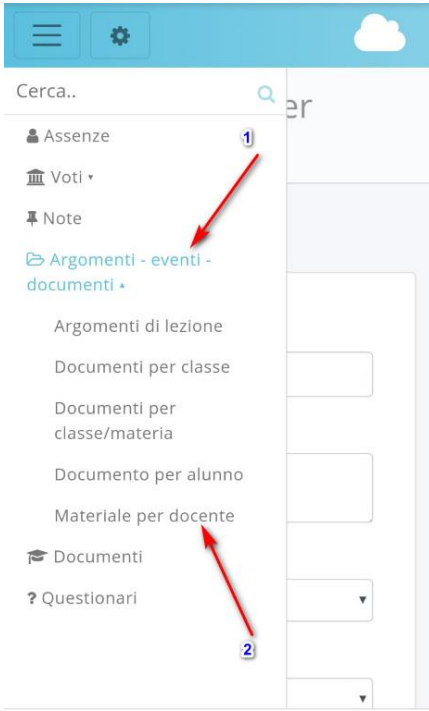 er
Cerca..
Assenze
1
Voti
Note
Argomenti - eventi -
documenti
Argomenti di lezione
Documenti per classe
Documenti per
classe/materia
Documento per alunno
Materiale per docente
Documenti
? Questionari
2